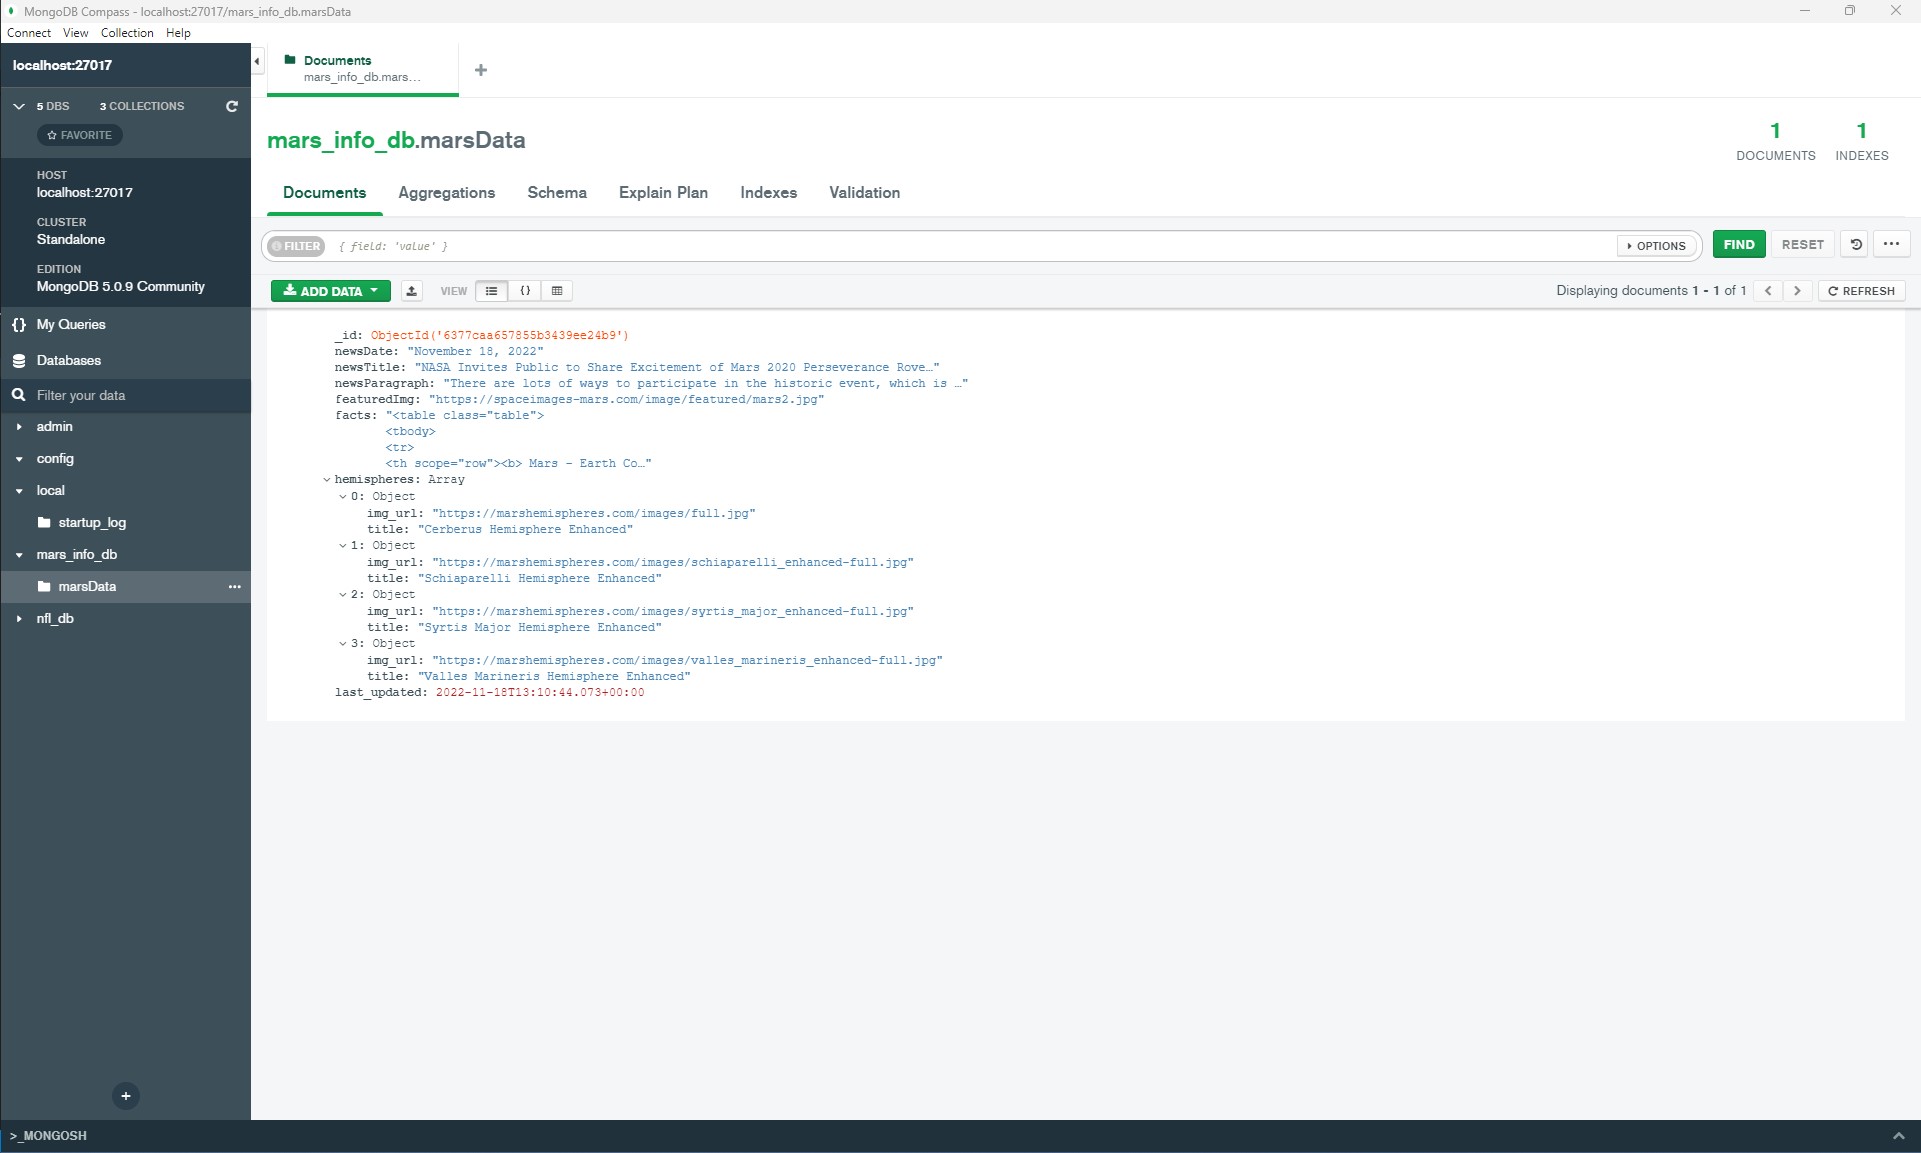 MongoDB Compass - localhost:27017/mars_info_db.marsData
Connect View Collection Help
localhost:27017
5 DBS 3 COLLECTIONS
FAVORITE
HOST
localhost:27017
CLUSTER
Standalone
EDITION
MongoDB 5.0.9 Community
{} My Queries
Databases
Filter your data
admin
config
local
startup_log
mars_info_db
marsData
nfl_db
Documents
mars_info_db.mars...
mars_info_db.marsData
1 DOCUMENTS
1 INDEXES
Documents Aggregations Schema Explain Plan Indexes Validation
FILTER { field: 'value' } OPTIONS FIND RESET
ADD DATA VIEW {} Displaying documents 1 - 1 of 1 REFRESH
_id: ObjectId('6377caa657855b3439ee24b9')
newsDate: "November 18, 2022"
newsTitle: "NASA Invites Public to Share Excitement of Mars 2020 Perseverance Rove…"
newsParagraph: "There are lots of ways to participate in the historic event, which is …"
featuredImg: "https://spaceimages-mars.com/image/featured/mars2.jpg"
facts: "<table class="table">
<tbody>
<tr>
<th scope="row"><b> Mars - Earth Co…"
hemispheres: Array
0: Object
img_url: "https://marshemispheres.com/images/full.jpg"
title: "Cerberus Hemisphere Enhanced"
1: Object
img_url: "https://marshemispheres.com/images/schiaparelli_enhanced-full.jpg"
title: "Schiaparelli Hemisphere Enhanced"
2: Object
img_url: "https://marshemispheres.com/images/syrtis_major_enhanced-full.jpg"
title: "Syrtis Major Hemisphere Enhanced"
3: Object
img_url: "https://marshemispheres.com/images/valles_marineris_enhanced-full.jpg"
title: "Valles Marineris Hemisphere Enhanced"
last_updated: 2022-11-18T13:10:44.073+00:00
>_MONGOSH